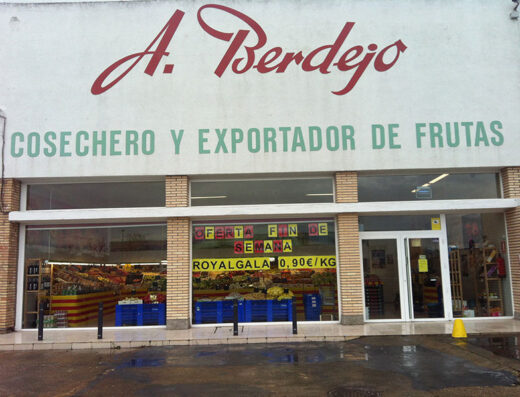 A. Berdejo
COSECHERO Y EXPORTADOR DE FRUTAS
OFERTA FIN DE
SEMANA
ROYALGALA 0,90€/KG